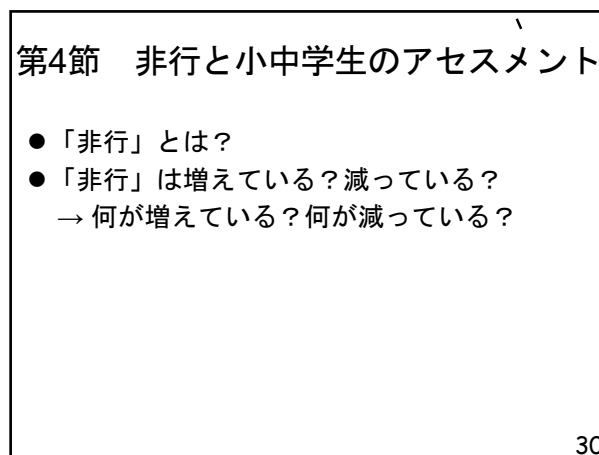 第4節　非行と小中学生のアセスメント
●「非行」とは？
●「非行」は増えている？減っている？
→ 何が増えている？何が減っている？
30